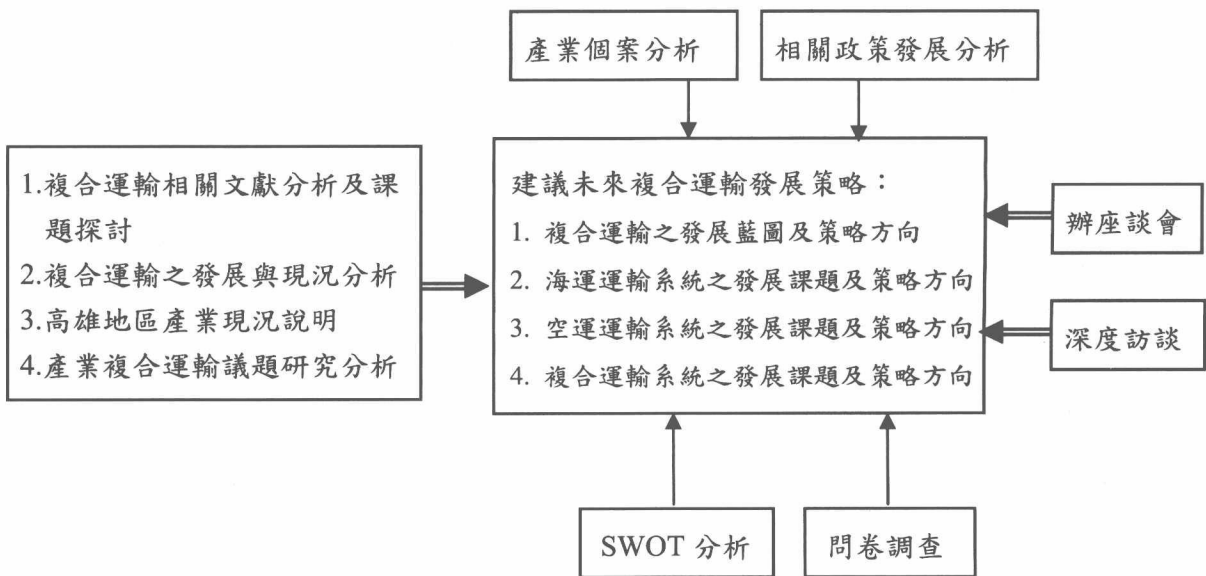 產業個案分析
相關政策發展分析
1.複合運輸相關文獻分析及課
題探討
2.複合運輸之發展與現況分析
3.高雄地區產業現況說明
4.產業複合運輸議題研究分析
建議未來複合運輸發展策略：
1. 複合運輸之發展藍圖及策略方向
2. 海運運輸系統之發展課題及策略方向
3. 空運運輸系統之發展課題及策略方向
4. 複合運輸系統之發展課題及策略方向
辦座談會
深度訪談
SWOT 分析
問卷調查